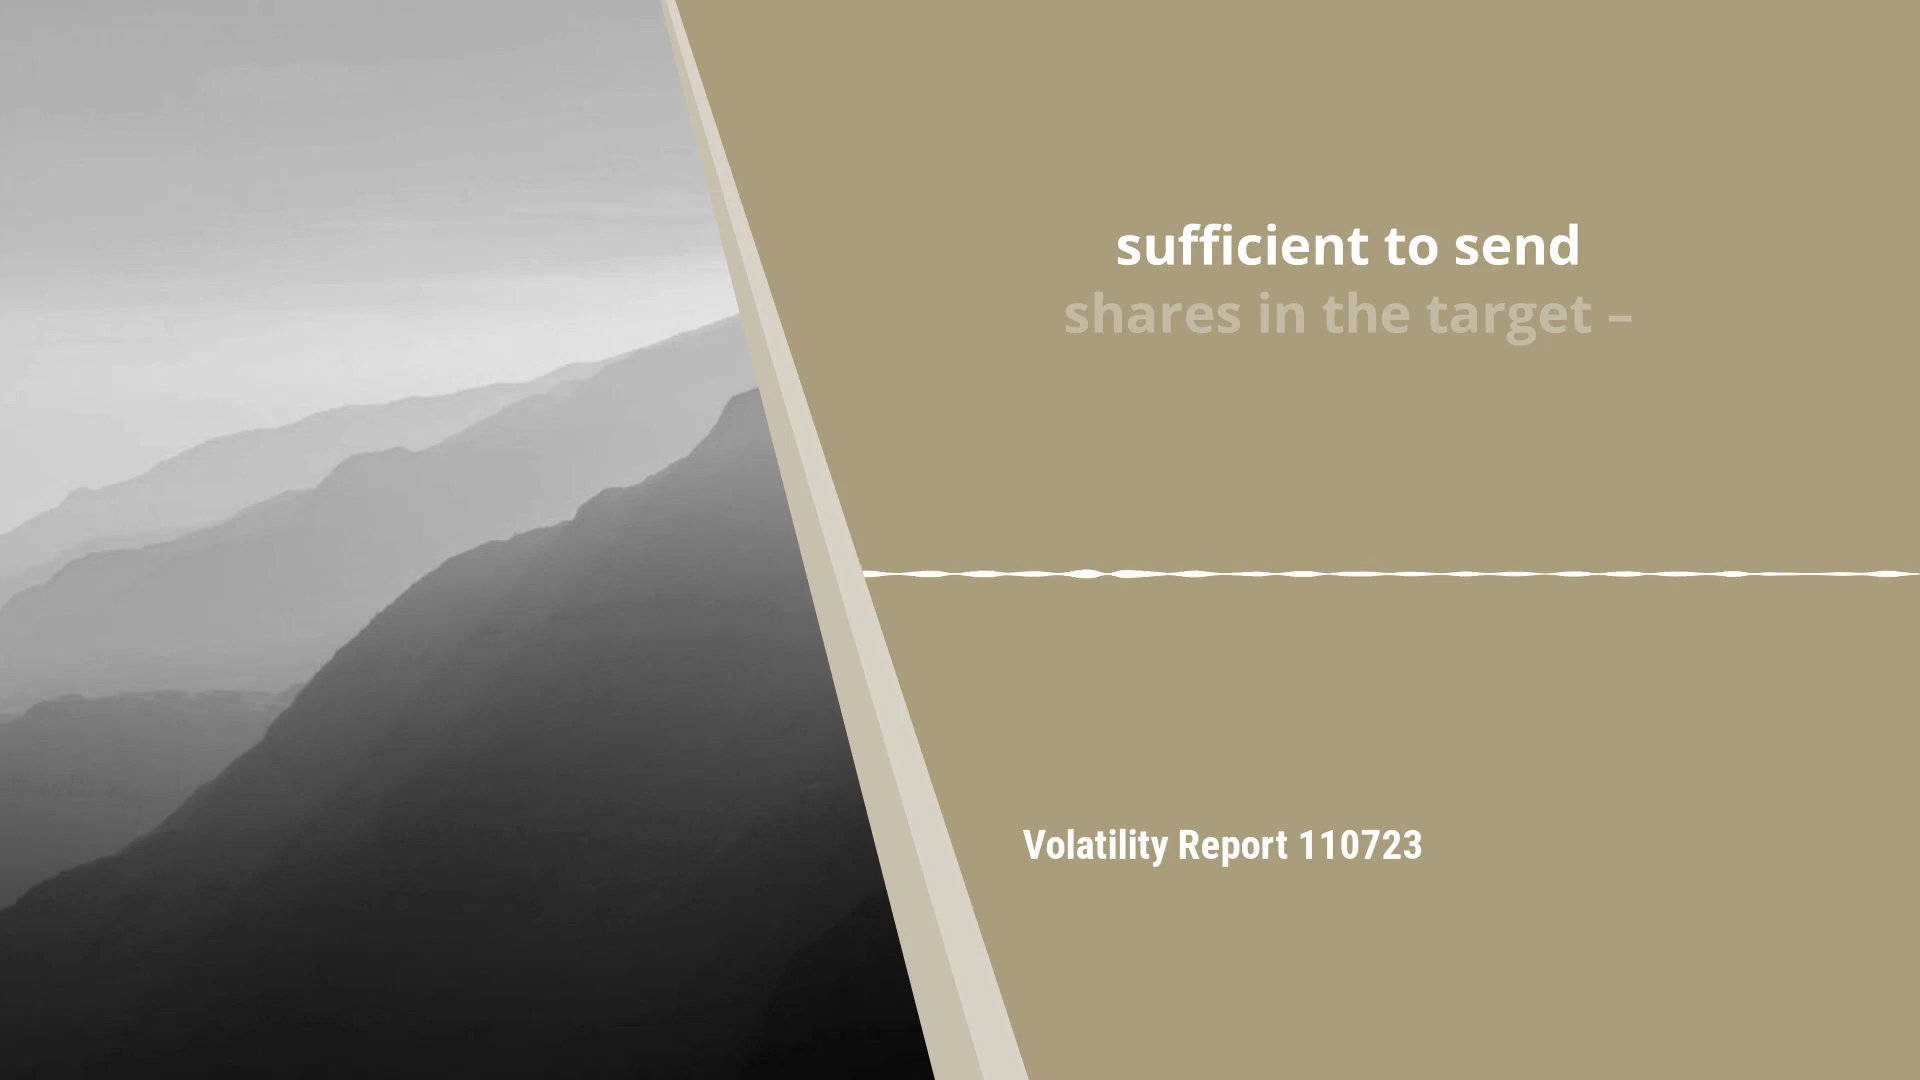 sufficient to send
shares in the target –
Volatility Report 110723